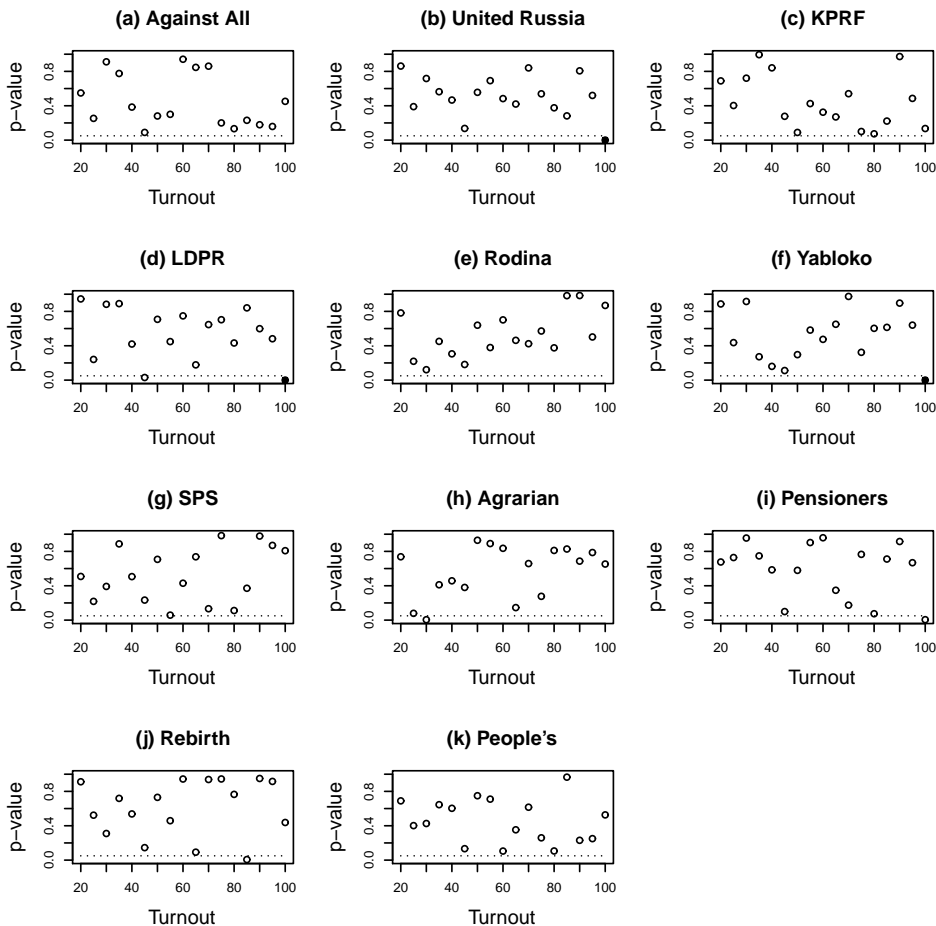 (a) Against All
p−value
0.0 0.4 0.8
20 40 60 80 100
Turnout
(b) United Russia
p−value
0.0 0.4 0.8
20 40 60 80 100
Turnout
(c) KPRF
p−value
0.0 0.4 0.8
20 40 60 80 100
Turnout
(d) LDPR
p−value
0.0 0.4 0.8
20 40 60 80 100
Turnout
(e) Rodina
p−value
0.0 0.4 0.8
20 40 60 80 100
Turnout
(f) Yabloko
p−value
0.0 0.4 0.8
20 40 60 80 100
Turnout
(g) SPS
p−value
0.0 0.4 0.8
20 40 60 80 100
Turnout
(h) Agrarian
p−value
0.0 0.4 0.8
20 40 60 80 100
Turnout
(i) Pensioners
p−value
0.0 0.4 0.8
20 40 60 80 100
Turnout
(j) Rebirth
p−value
0.0 0.4 0.8
20 40 60 80 100
Turnout
(k) People's
p−value
0.0 0.4 0.8
20 40 60 80 100
Turnout